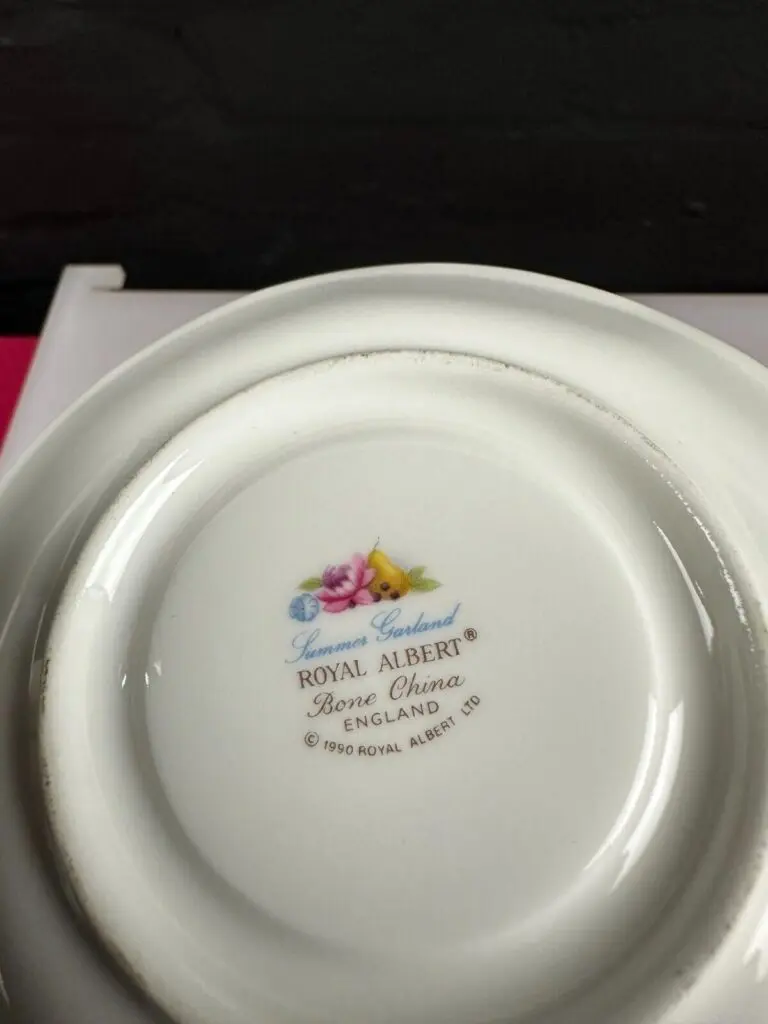 Summer Garland
ROYAL ALBERT®
Bone China
ENGLAND
© 1990 ROYAL ALBERT LTD